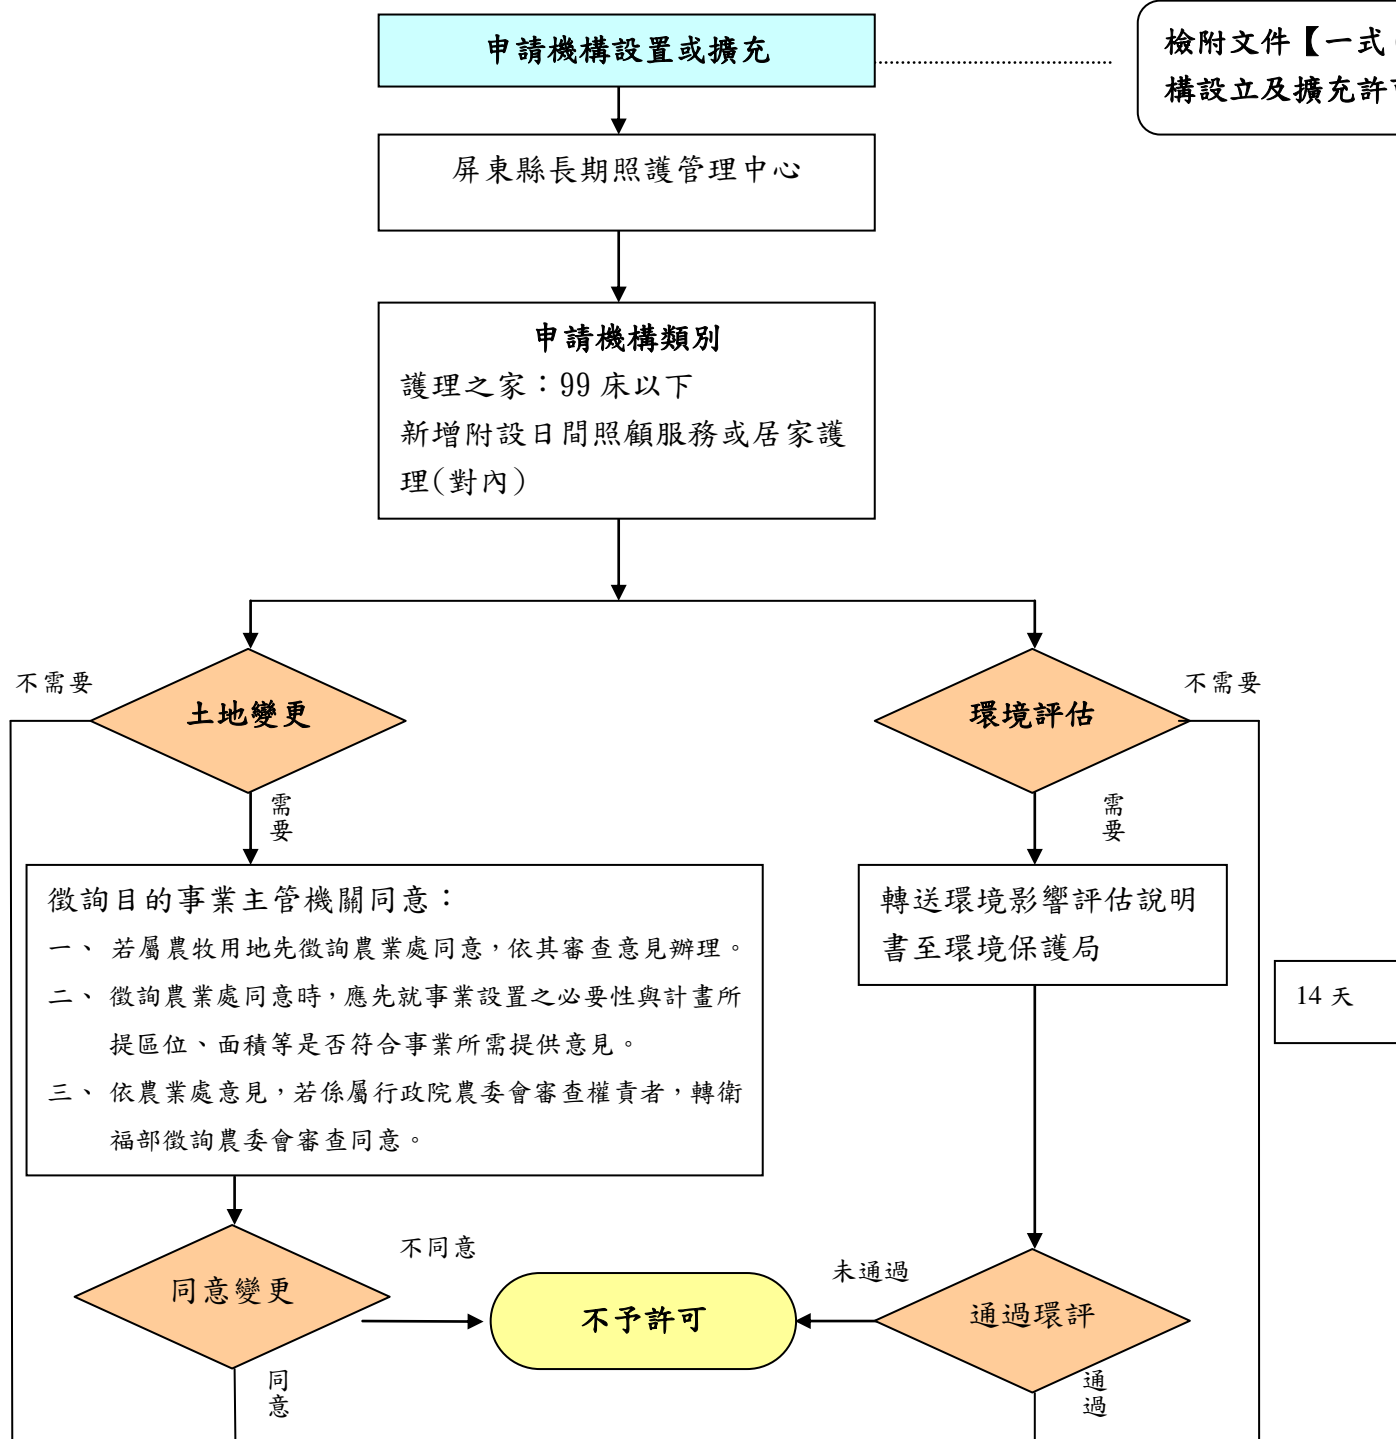 申請機構設置或擴充
檢附文件【一式
構設立及擴充許
屏東縣長期照護管理中心
申請機構類別
護理之家：99 床以下
新增附設日間照顧服務或居家護
理(對內)
不需要
土地變更
環境評估
不需要
需要
需要
徵詢目的事業主管機關同意：
一、 若屬農牧用地先徵詢農業處同意，依其審查意見辦理。
二、 徵詢農業處同意時，應先就事業設置之必要性與計畫所
提區位、面積等是否符合事業所需提供意見。
三、 依農業處意見，若係屬行政院農委會審查權責者，轉衛
福部徵詢農委會審查同意。
轉送環境影響評估說明
書至環境保護局
14 天
同意變更
不同意
不予許可
未通過
通過環評
同意
通過